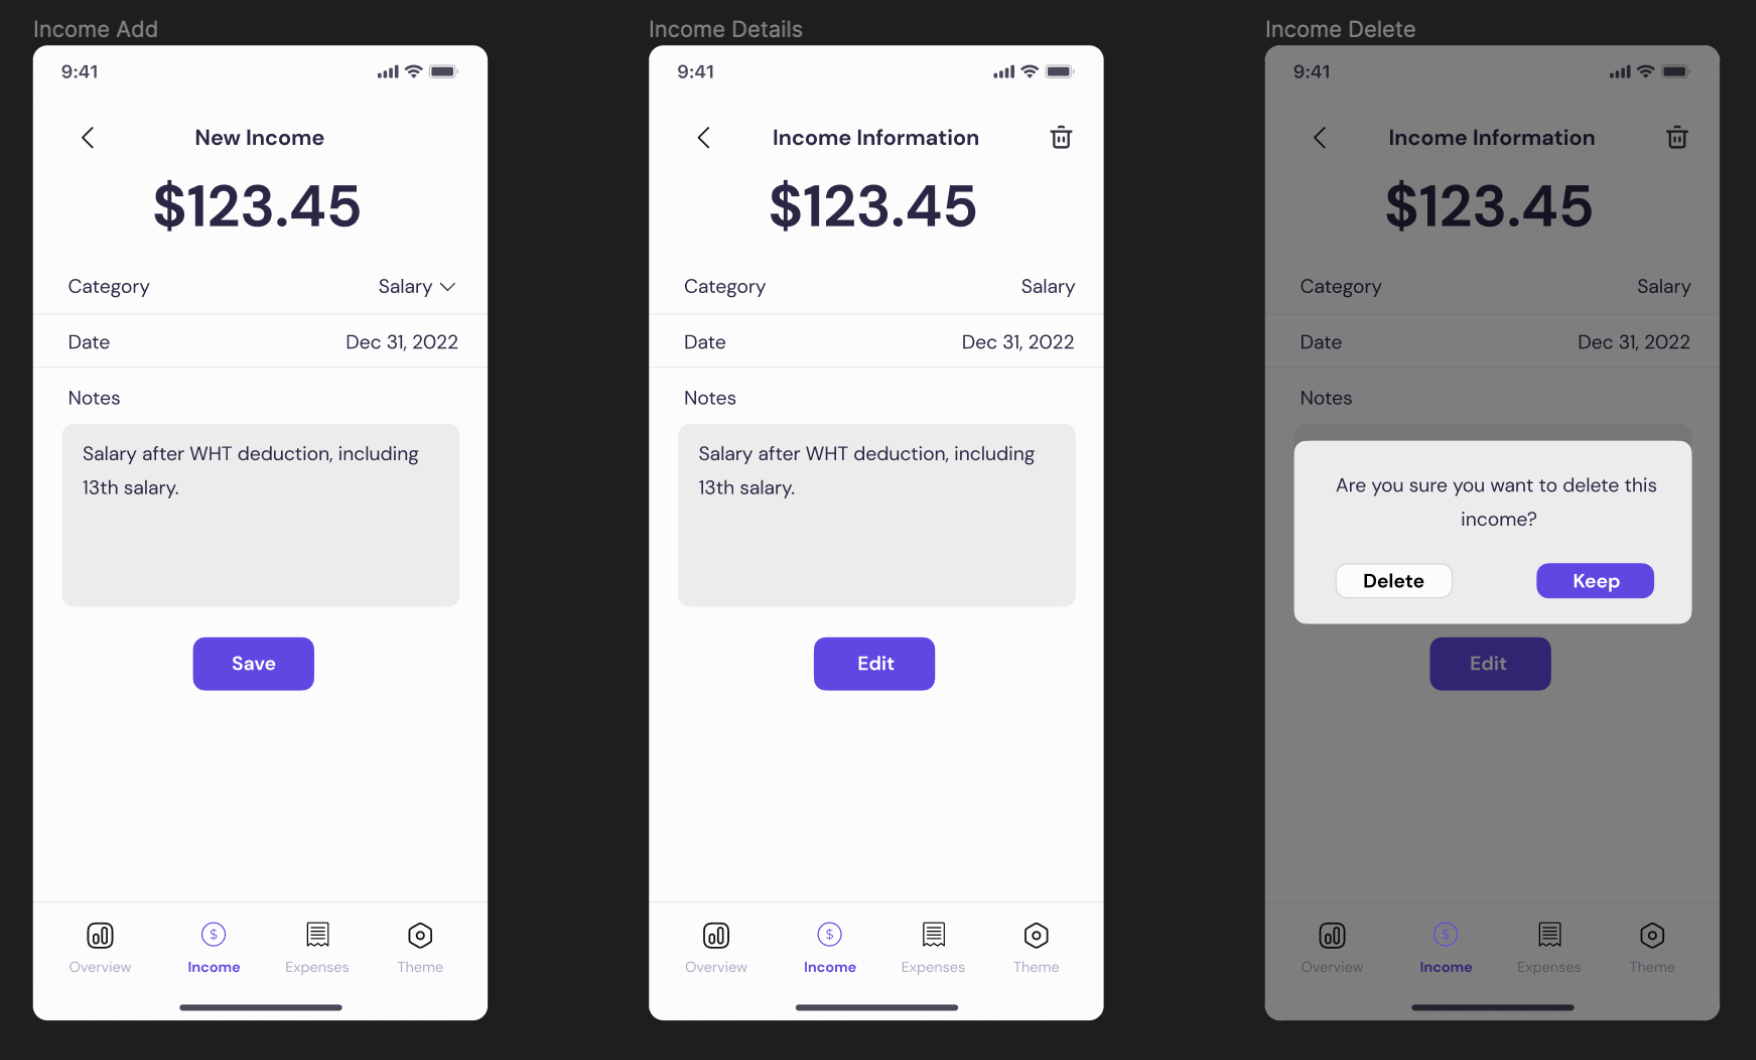 Income Add
9:41
New Income
$123.45
Category
Salary
Date
Dec 31, 2022
Notes
Salary after WHT deduction, including
13th salary.
Save
Overview
Income
Expenses
Theme
Income Details
9:41
Income Information
$123.45
Category
Salary
Date
Dec 31, 2022
Notes
Salary after WHT deduction, including
13th salary.
Edit
Overview
Income
Expenses
Theme
Income Delete
9:41
Income Information
$123.45
Category
Salary
Date
Dec 31, 2022
Notes
Are you sure you want to delete this
income?
Delete
Keep
Edit
Overview
Income
Expenses
Theme